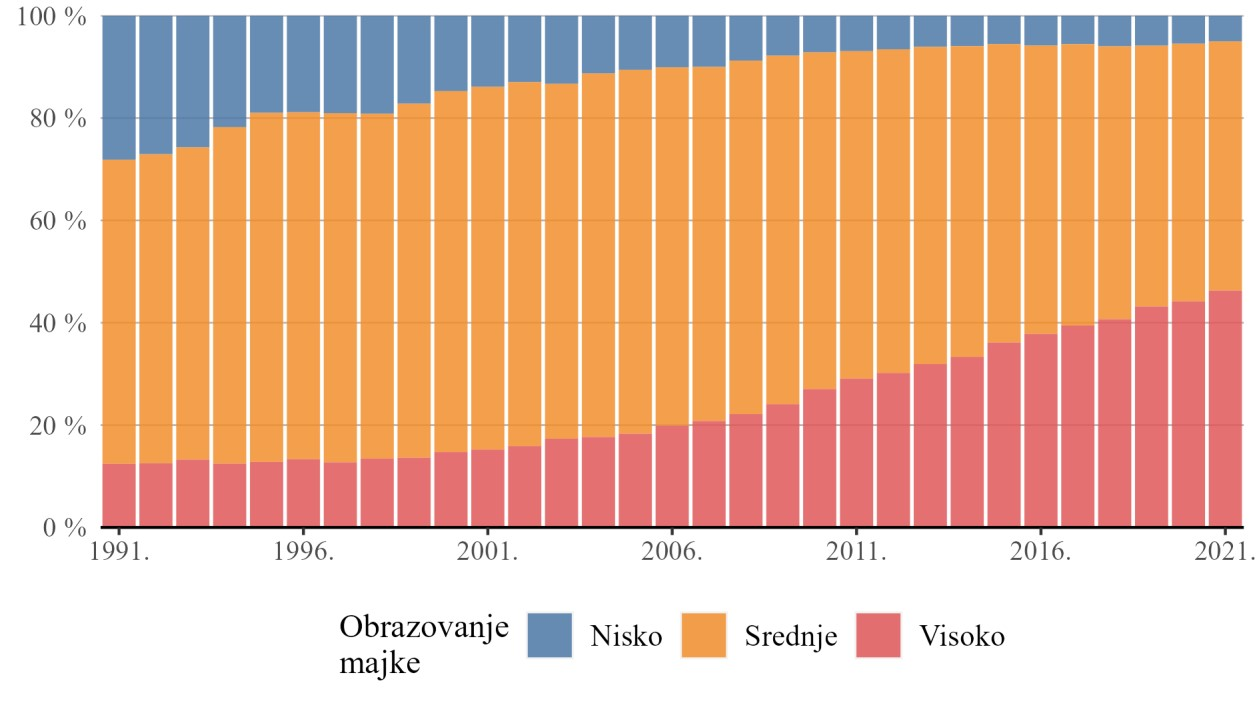 100 %
80 %
60 %
40 %
20 %
0 %
1991. 1996. 2001. 2006. 2011. 2016. 2021.
Obrazovanje
majke
Nisko Srednje Visoko